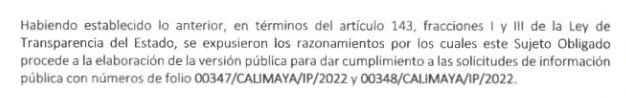 Habiendo establecido lo anterior, en términos del artículo 143, fracciones I y III de la Ley de
Transparencia del Estado, se expusieron los razonamientos por los cuales este Sujeto Obligado
procede a la elaboración de la versión pública para dar cumplimiento a las solicitudes de información
pública con números de folio 00347/CALIMAYA/IP/2022 y 00348/CALIMAYA/IP/2022.